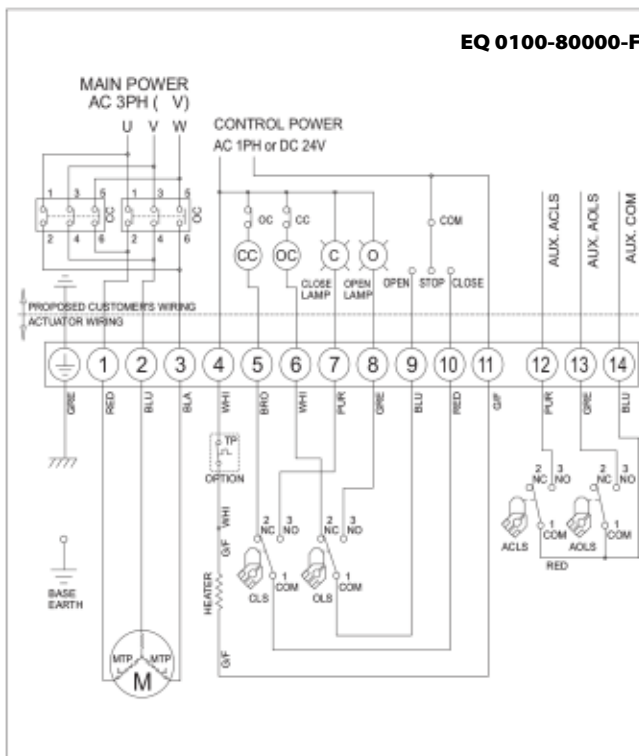 EQ 0100-80000-F
MAIN POWER
AC 3PH ( V)
U V W
CONTROL POWER
AC 1PH or DC 24V
1 3 5 1 3 5
CC OC
2 4 6 2 4 6
OC CC
COM
CC OC C O
CLOSE LAMP
OPEN LAMP
OPEN STOP CLOSE
AUX. ACLS
AUX. AOLS
AUX. COM
PROPOSED CUSTOMER'S WIRING
ACTUATOR WIRING
1 2 3 4 5 6 7 8 9 10 11 12 13 14
GRE RED BLU BLA WHI BRO WHI PUR GRE BLU RED G/F PUR GRE BLU
TP
OPTION
WHI
G/F
HEATER
G/F
2 NC 3 NO
1 COM
CLS
2 NC 3 NO
1 COM
OLS
2 NC 3 NO
1 COM
ACLS
2 NC 3 NO
1 COM
AOLS
RED
BASE
EARTH
MTP MTP
M